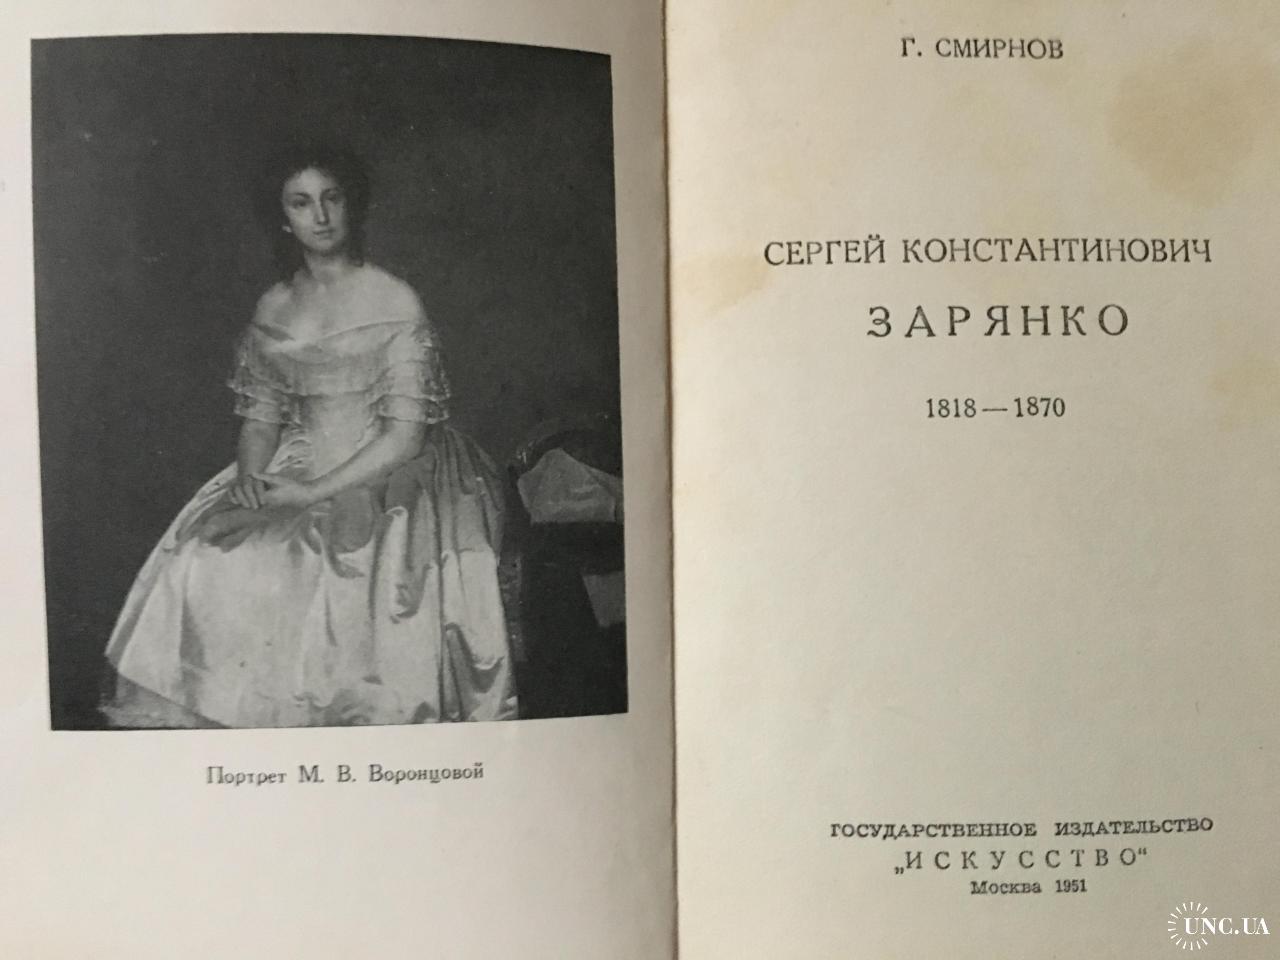 Портрет М. В. Воронцовой
Г. СМИРНОВ
СЕРГЕЙ КОНСТАНТИНОВИЧ
ЗАРЯНКО
1818—1870
ГОСУДАРСТВЕННОЕ ИЗДАТЕЛЬСТВО
„ИСКУССТВО“
Москва 1951
UNC.UA